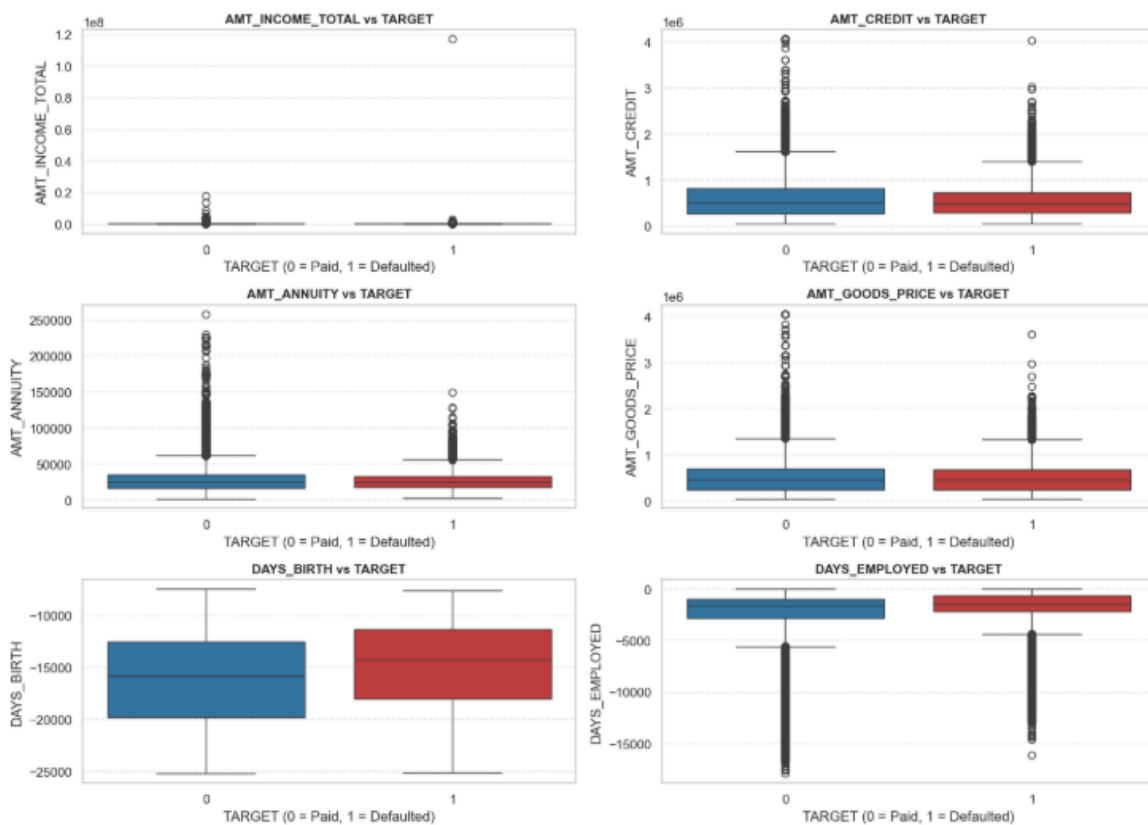 AMT_INCOME_TOTAL vs TARGET
1e8
1.2
1.0
0.8
0.6
0.4
0.2
0.0
AMT_INCOME_TOTAL
0
1
TARGET (0 = Paid, 1 = Defaulted)
AMT_CREDIT vs TARGET
1e6
4
3
2
1
0
AMT_CREDIT
0
1
TARGET (0 = Paid, 1 = Defaulted)
AMT_ANNUITY vs TARGET
250000
200000
150000
100000
50000
0
AMT_ANNUITY
0
1
TARGET (0 = Paid, 1 = Defaulted)
AMT_GOODS_PRICE vs TARGET
1e6
4
3
2
1
0
AMT_GOODS_PRICE
0
1
TARGET (0 = Paid, 1 = Defaulted)
DAYS_BIRTH vs TARGET
−10000
−15000
−20000
−25000
DAYS_BIRTH
0
1
TARGET (0 = Paid, 1 = Defaulted)
DAYS_EMPLOYED vs TARGET
0
−5000
−10000
−15000
DAYS_EMPLOYED
0
1
TARGET (0 = Paid, 1 = Defaulted)